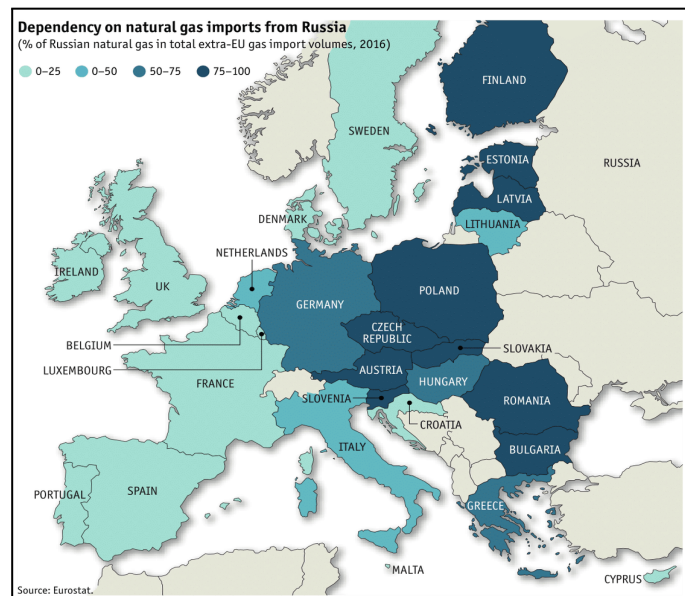 Dependency on natural gas imports from Russia
(% of Russian natural gas in total extra-EU gas import volumes, 2016)
0–25 0–50 50–75 75–100
FINLAND
SWEDEN
RUSSIA
ESTONIA
LATVIA
DENMARK
LITHUANIA
NETHERLANDS
IRELAND
UK
GERMANY
POLAND
BELGIUM
CZECH
REPUBLIC
SLOVAKIA
LUXEMBOURG
AUSTRIA
FRANCE
HUNGARY
SLOVENIA
ROMANIA
CROATIA
ITALY
BULGARIA
PORTUGAL
SPAIN
GREECE
MALTA
CYPRUS
Source: Eurostat.